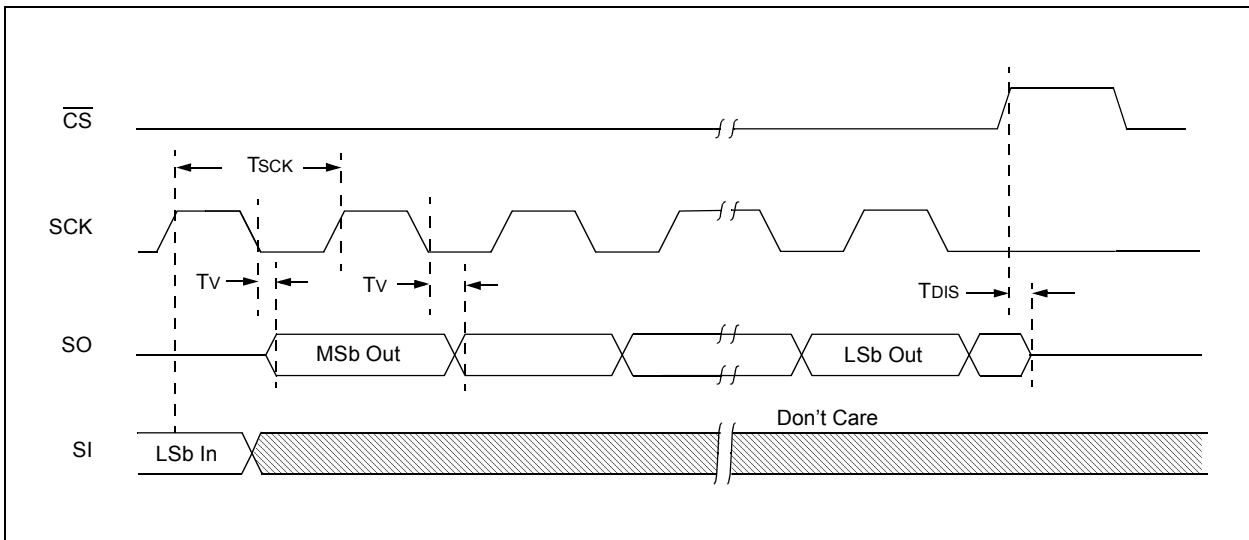 CS
TSCK
SCK
TV
TV
TDIS
SO
MSb Out
LSb Out
Don't Care
SI
LSb In